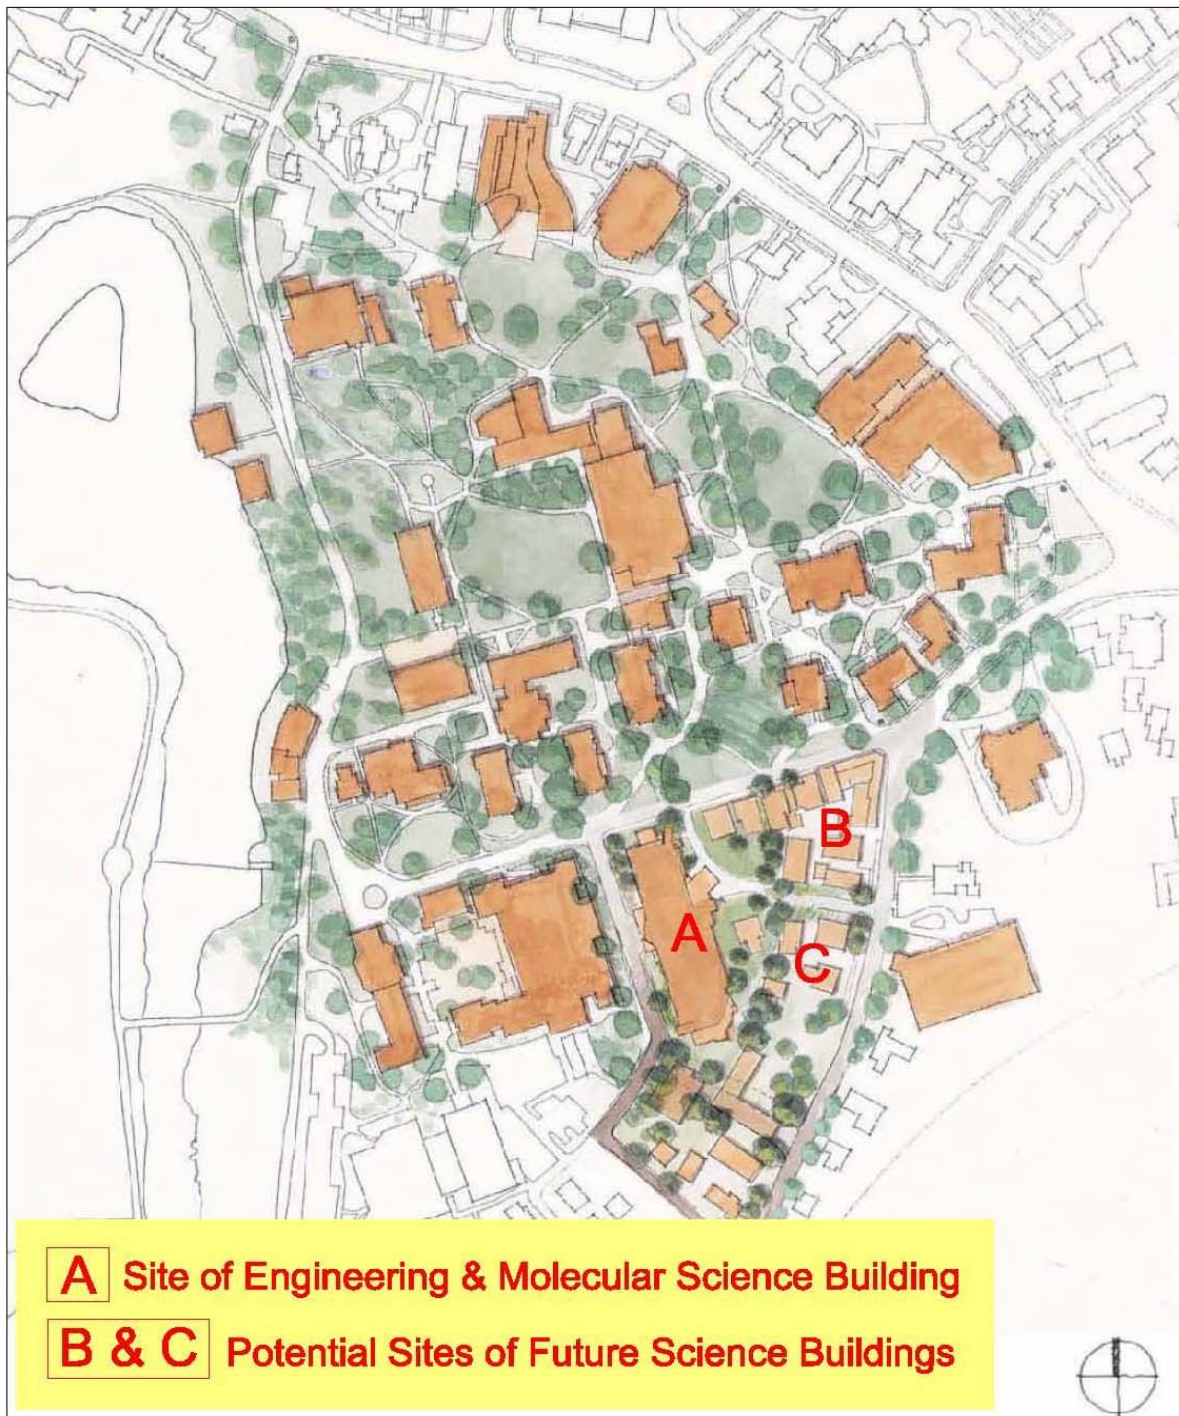 B
A
C
A Site of Engineering & Molecular Science Building
B & C Potential Sites of Future Science Buildings